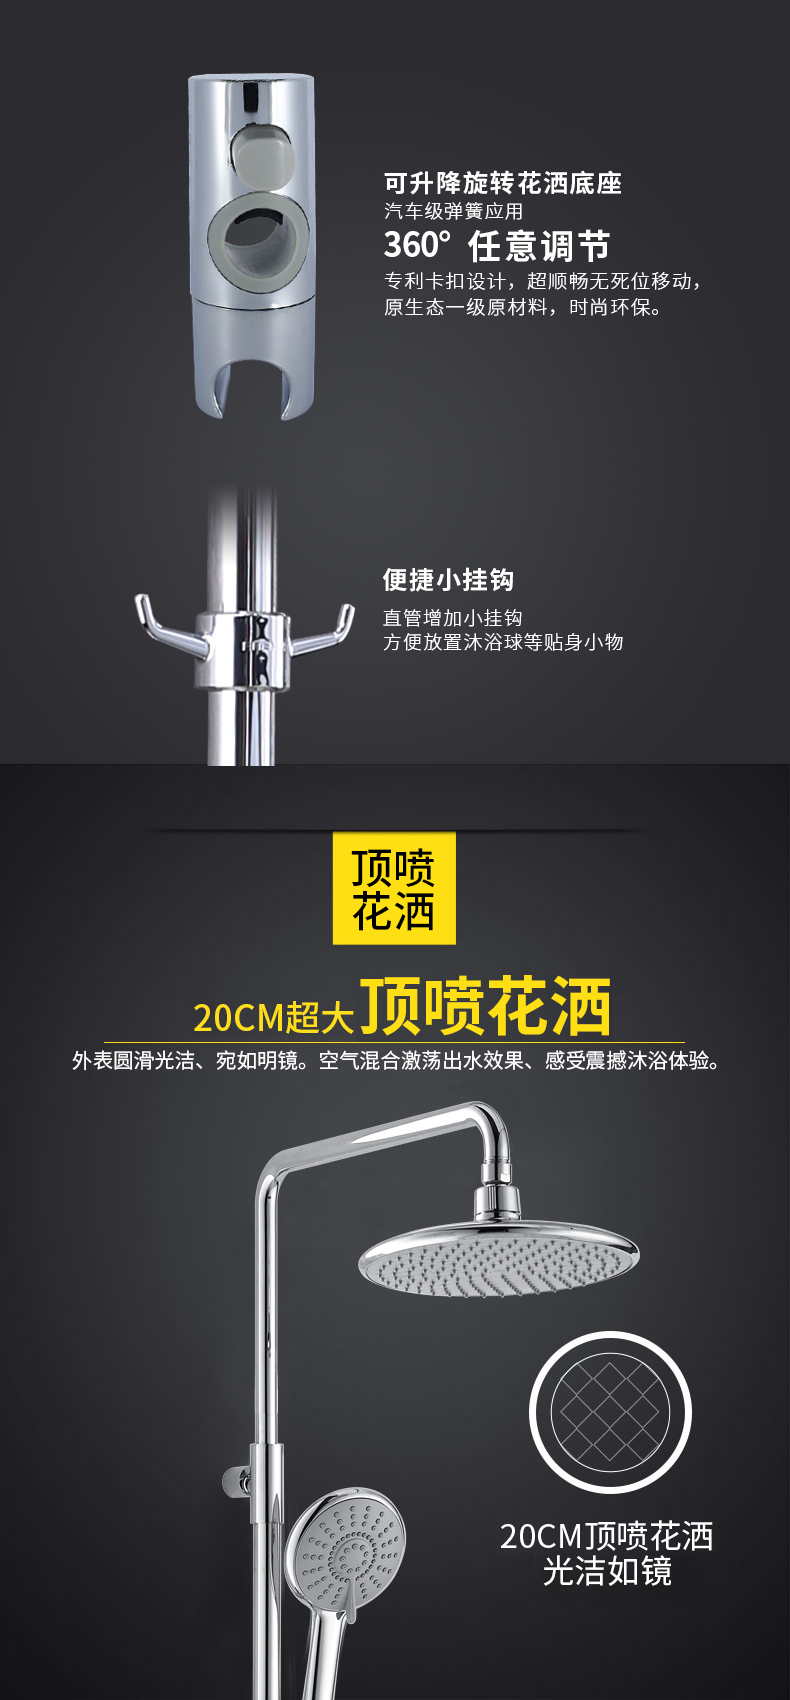 可升降旋转花洒底座
汽车级弹簧应用
360° 任意调节
专利卡扣设计，超顺畅无死位移动，
原生态一级原材料，时尚环保。
便捷小挂钩
直管增加小挂钩
方便放置沐浴球等贴身小物
顶喷
花洒
20CM超大顶喷花洒
外表圆滑光洁、宛如明镜。空气混合激荡出水效果、感受震撼沐浴体验。
20CM顶喷花洒
光洁如镜